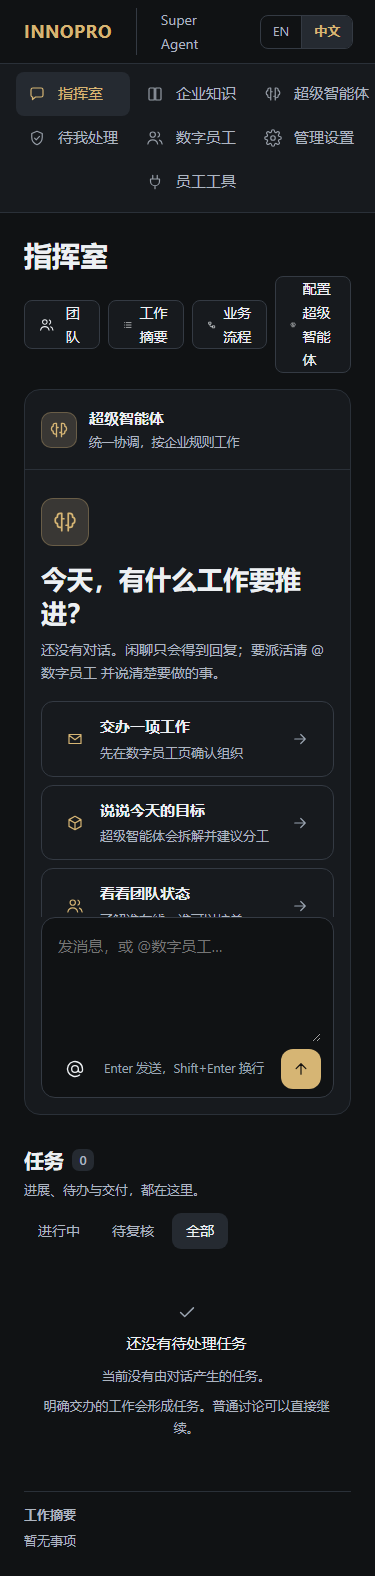 INNOPRO
Super
Agent
EN
中文
指挥室
企业知识
超级智能体
待我处理
数字员工
管理设置
员工工具
指挥室
团
队
工作
摘要
业务
流程
配置
超级
智能
体
超级智能体
统一协调，按企业规则工作
今天，有什么工作要推
进？
还没有对话。闲聊只会得到回复；要派活请 @
数字员工 并说清楚要做的事。
交办一项工作
先在数字员工页确认组织
说说今天的目标
超级智能体会拆解并建议分工
看看团队状态
发消息，或 @数字员工...
Enter 发送，Shift+Enter 换行
任务 0
进展、待办与交付，都在这里。
进行中
待复核
全部
还没有待处理任务
当前没有由对话产生的任务。
明确交办的工作会形成任务。普通讨论可以直接继
续。
工作摘要
暂无事项